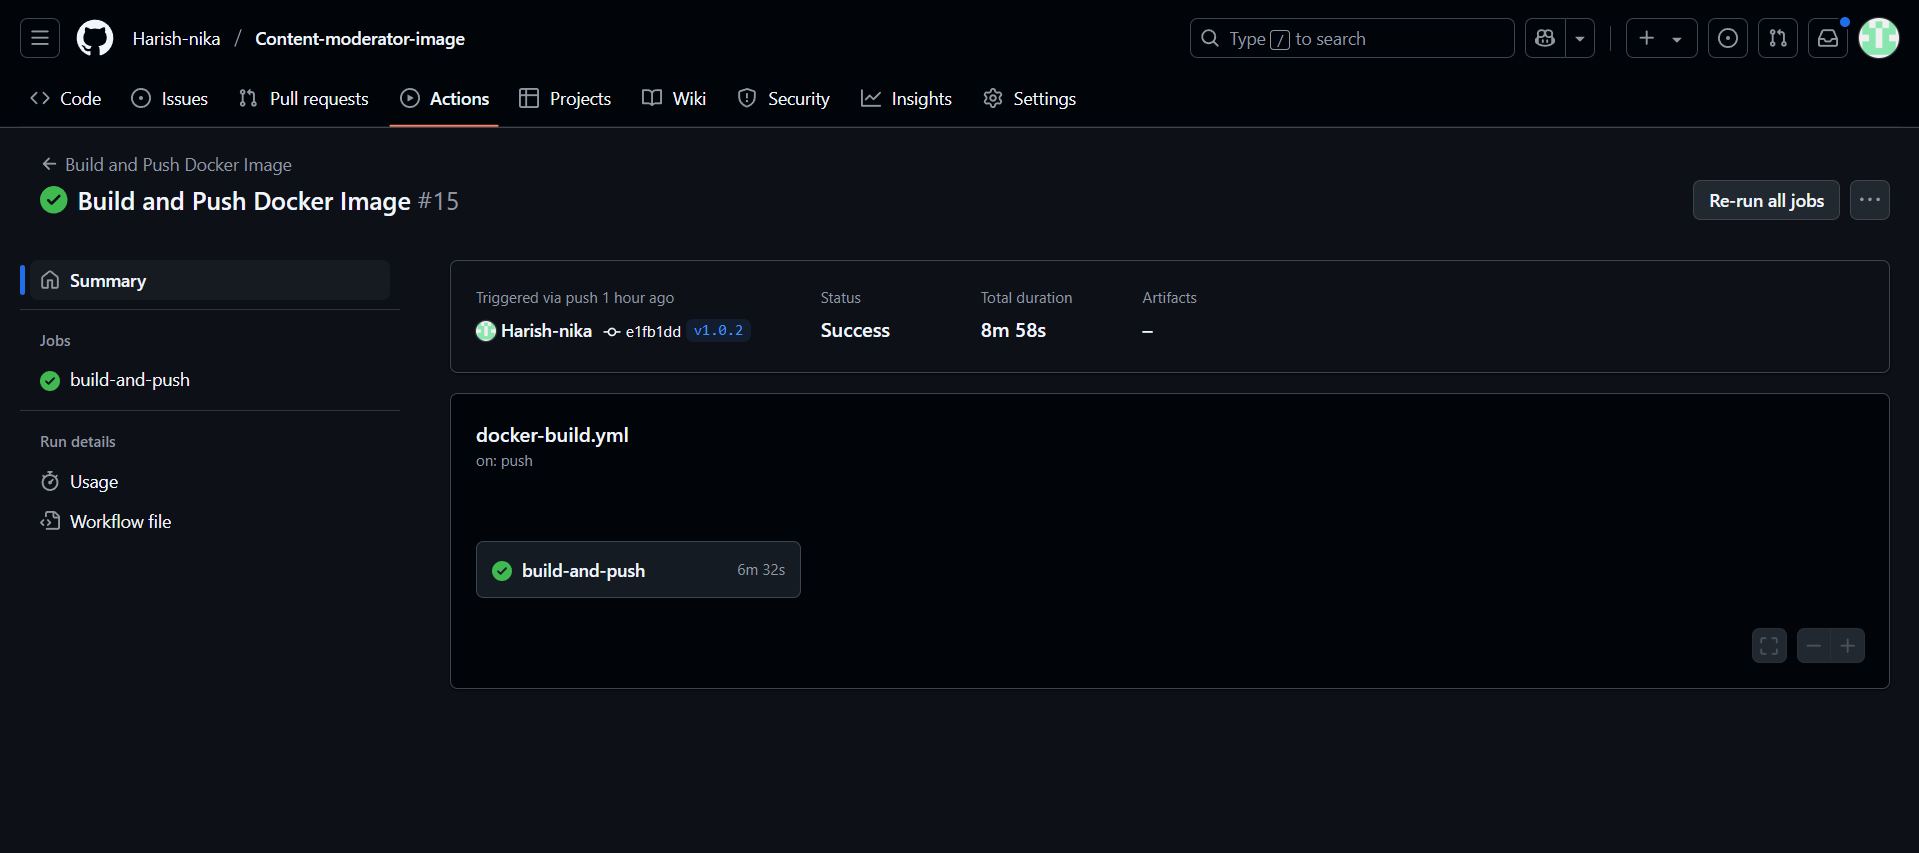 Harish-nika / Content-moderator-image
Type / to search
Code Issues Pull requests Actions Projects Wiki Security Insights Settings
Build and Push Docker Image
Build and Push Docker Image #15
Re-run all jobs
Summary
Jobs
build-and-push
Run details
Usage
Workflow file
Triggered via push 1 hour ago
Harish-nika e1fb1dd v1.0.2
Status
Success
Total duration
8m 58s
Artifacts
–
docker-build.yml
on: push
build-and-push 6m 32s